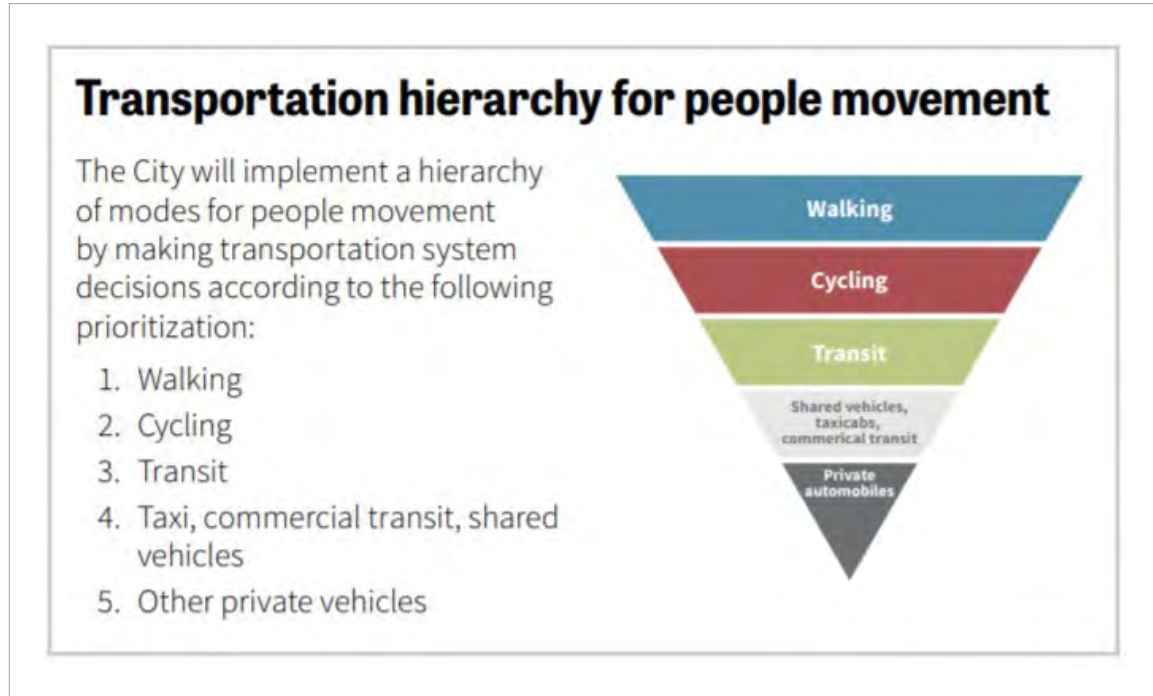 Transportation hierarchy for people movement
The City will implement a hierarchy
of modes for people movement
by making transportation system
decisions according to the following
prioritization:
1. Walking
2. Cycling
3. Transit
4. Taxi, commercial transit, shared
vehicles
5. Other private vehicles
Walking
Cycling
Transit
Shared vehicles,
taxicabs,
commerical transit
Private
automobiles